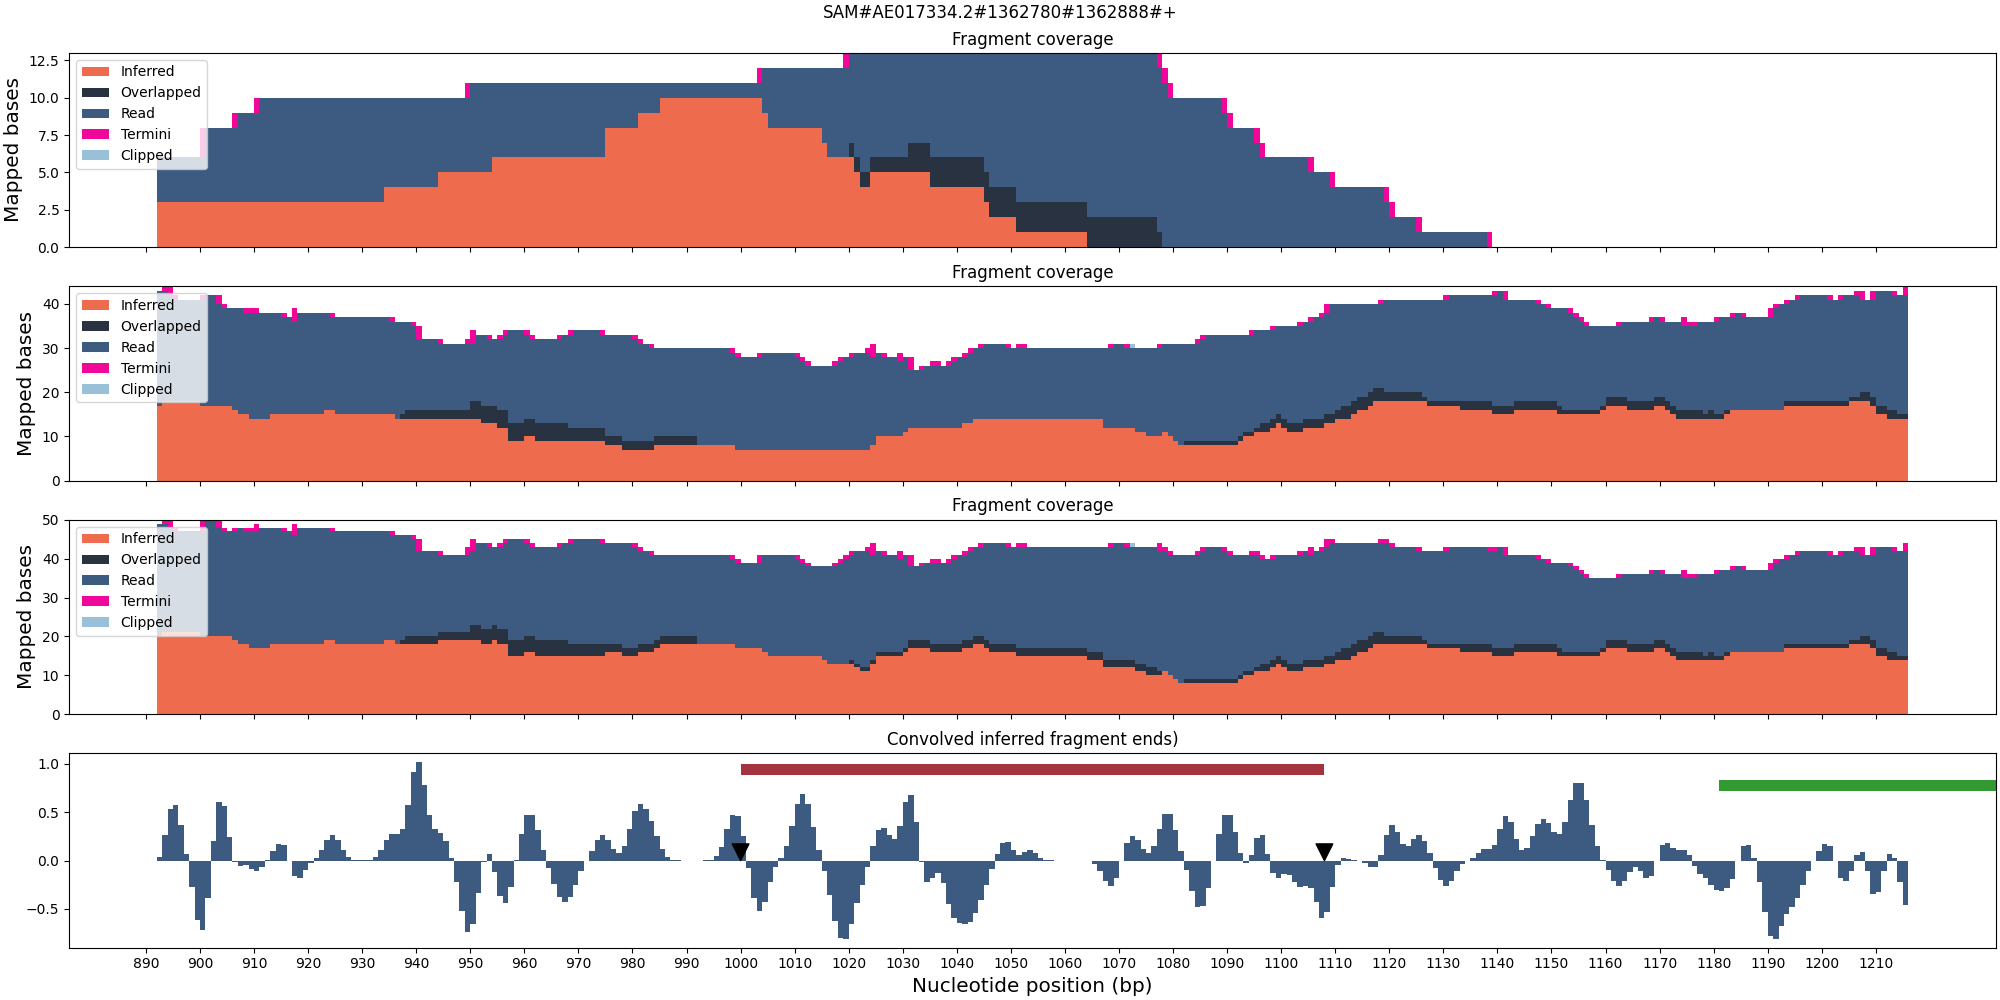 SAM#AE017334.2#1362780#1362888#+
Fragment coverage
Mapped bases
12.5
10.0
7.5
5.0
2.5
0.0
Inferred
Overlapped
Read
Termini
Clipped
Fragment coverage
Mapped bases
40
30
20
10
0
Inferred
Overlapped
Read
Termini
Clipped
Fragment coverage
Mapped bases
50
40
30
20
10
0
Inferred
Overlapped
Read
Termini
Clipped
Convolved inferred fragment ends)
1.0
0.5
0.0
−0.5
890 900 910 920 930 940 950 960 970 980 990 1000 1010 1020 1030 1040 1050 1060 1070 1080 1090 1100 1110 1120 1130 1140 1150 1160 1170 1180 1190 1200 1210
Nucleotide position (bp)